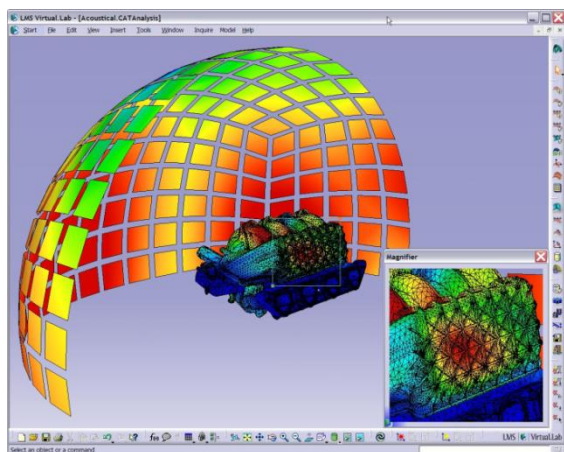 LMS Virtual.Lab - [Acoustical.CATAnalysis]
Start File Edit View Insert Tools Window Inquire Model Help
Magnifier
LMS Virtual.Lab
Select an object or a command